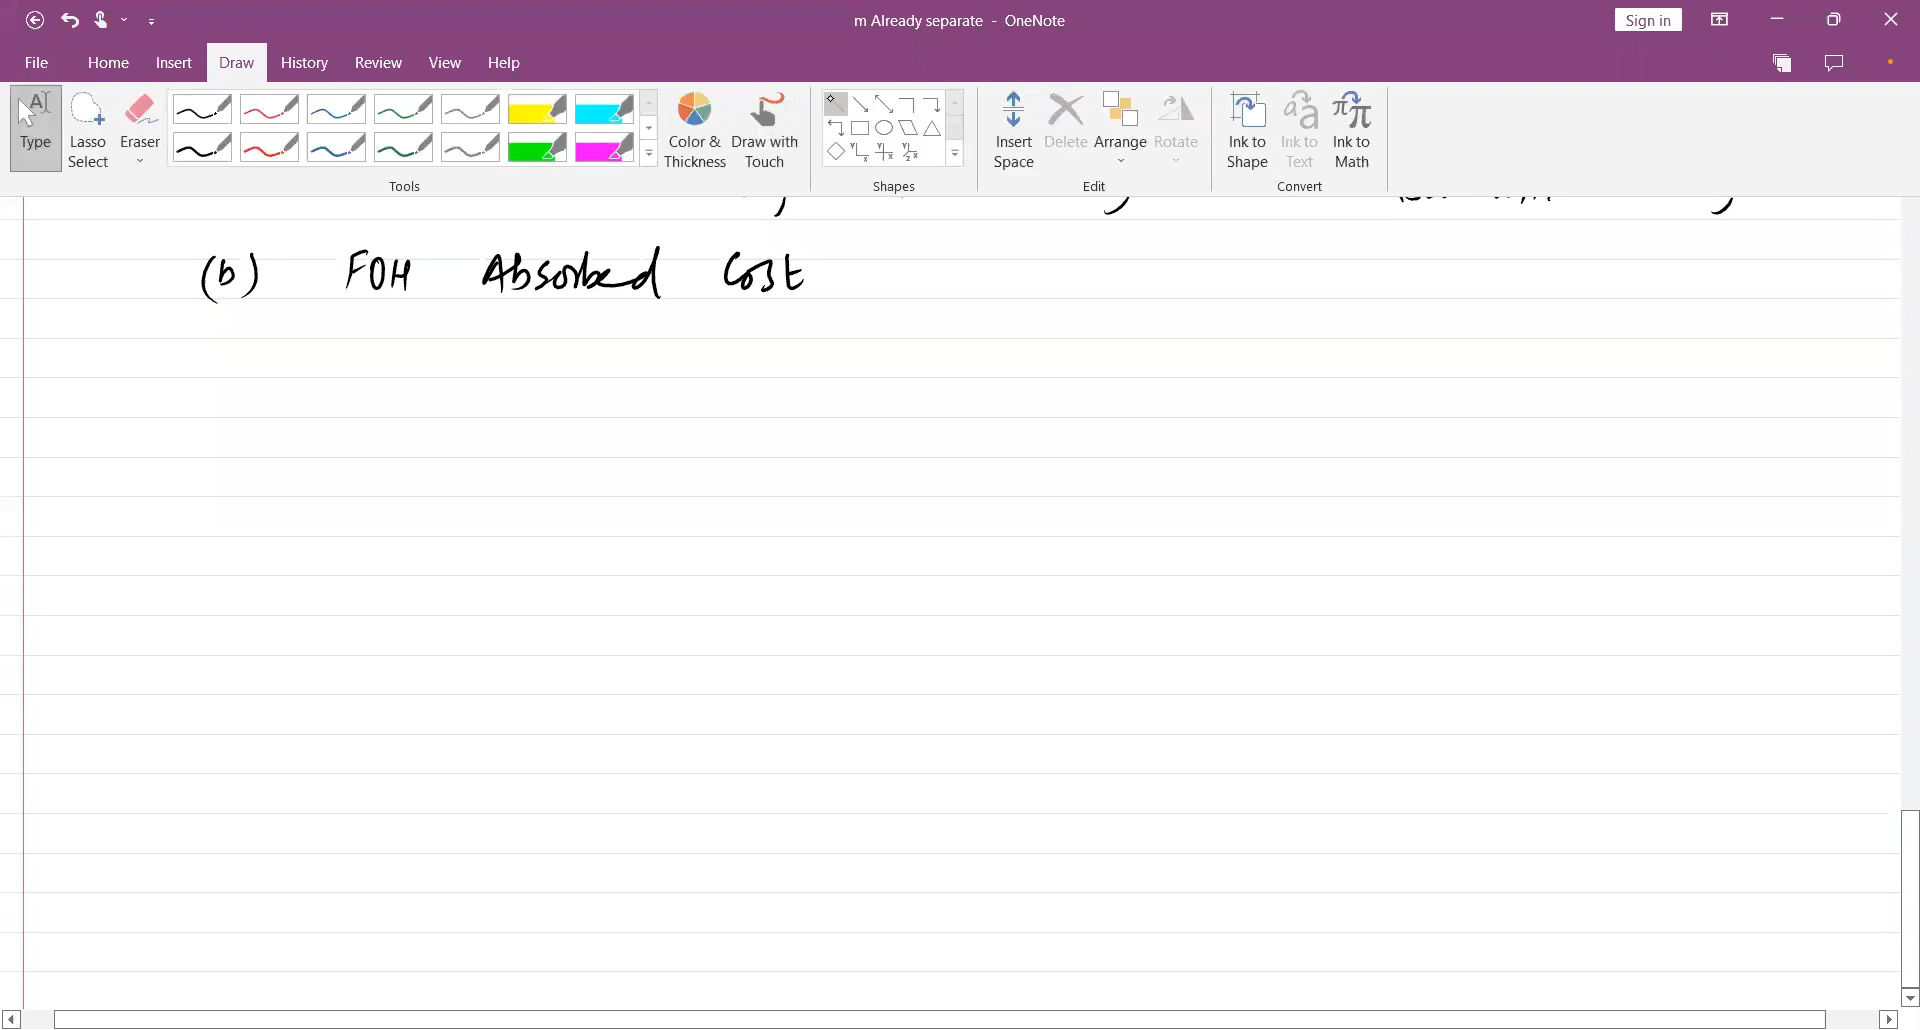 m Already separate - OneNote
Sign in
File Home Insert Draw History Review View Help
Type
Lasso Select
Eraser
Color & Thickness
Draw with Touch
Insert Space
Delete
Arrange
Rotate
Ink to Shape
Ink to Text
Ink to Math
Tools
Shapes
Edit
Convert
(b) FOH Absorbed Cost